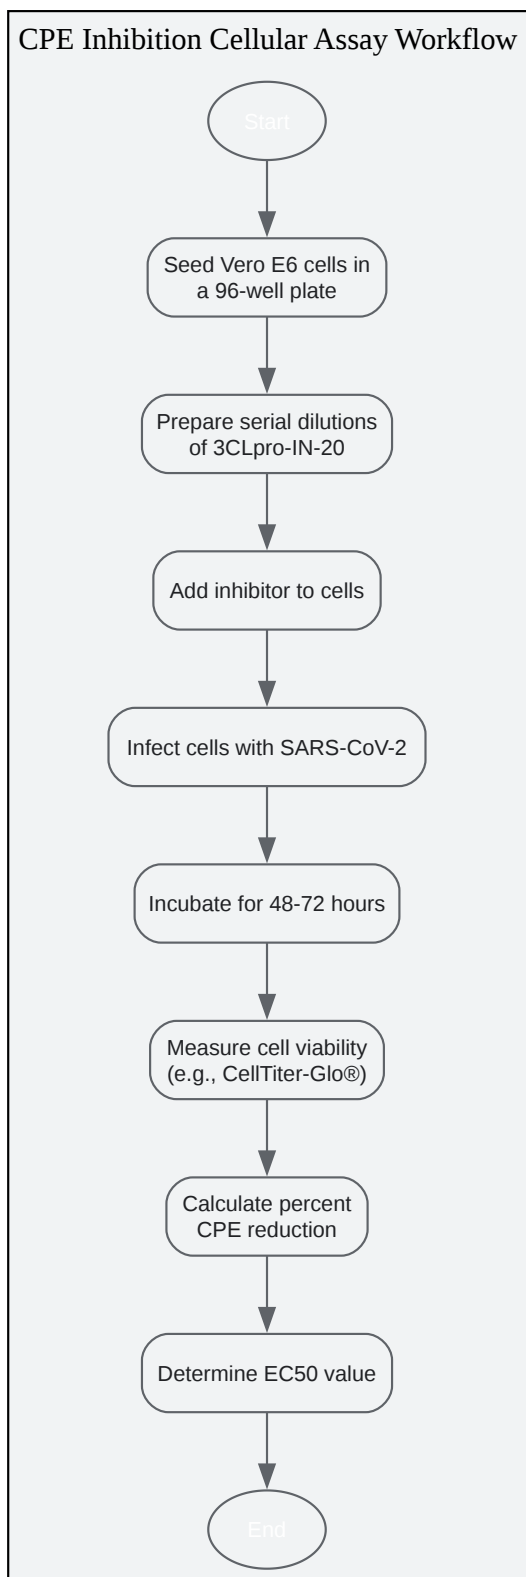 CPE Inhibition Cellular Assay Workflow
Start
Seed Vero E6 cells in
a 96-well plate
Prepare serial dilutions
of 3CLpro-IN-20
Add inhibitor to cells
Infect cells with SARS-CoV-2
Incubate for 48-72 hours
Measure cell viability
(e.g., CellTiter-Glo®)
Calculate percent
CPE reduction
Determine EC50 value
End